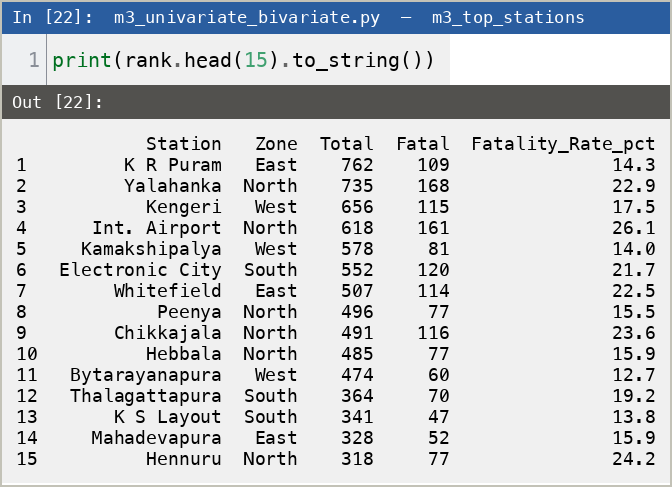 In [22]:  m3_univariate_bivariate.py  —  m3_top_stations
1 print(rank.head(15).to_string())
Out [22]:
Station   Zone  Total  Fatal  Fatality_Rate_pct
1   K R Puram   East   762   109   14.3
2   Yalahanka  North   735   168   22.9
3   Kengeri   West   656   115   17.5
4   Int. Airport  North   618   161   26.1
5   Kamakshipalya   West   578   81   14.0
6   Electronic City  South   552   120   21.7
7   Whitefield   East   507   114   22.5
8   Peenya  North   496   77   15.5
9   Chikkajala  North   491   116   23.6
10   Hebbala  North   485   77   15.9
11   Bytarayanapura   West   474   60   12.7
12   Thalagattapura  South   364   70   19.2
13   K S Layout  South   341   47   13.8
14   Mahadevapura   East   328   52   15.9
15   Hennuru  North   318   77   24.2